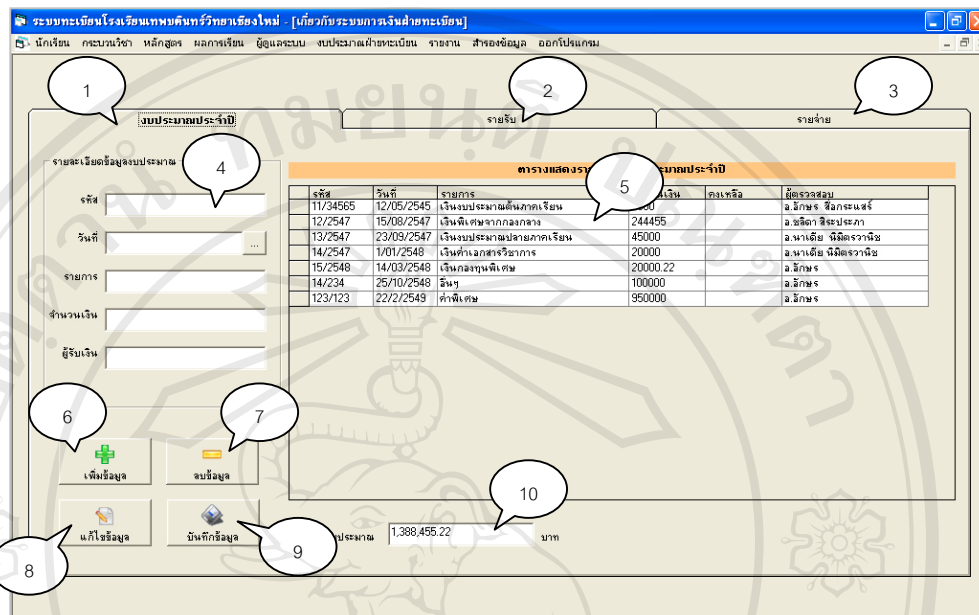 ระบบทะเบียนโรงเรียนเทพบดินทร์วิทยาเชียงใหม่ - [เกี่ยวกับระบบการเงินฝ่ายทะเบียน]
นักเรียน กระบวนวิชา หลักสูตร ผลการเรียน ผู้ดูแลระบบ งบประมาณฝ่ายทะเบียน รายงาน สำรองข้อมูล ออกโปรแกรม
1
2
3
งบประมาณประจำปี
รายรับ
รายจ่าย
รายละเอียดข้อมูลงบประมาณ
4
รหัส
วันที่
...
รายการ
จำนวนเงิน
ผู้รับเงิน
ตารางแสดงรา ประมาณประจำปี
5
รหัส วันที่ รายการ นเงิน คงเหลือ ผู้ตรวจสอบ
11/34565 12/05/2545 เงินงบประมาณต้นภาคเรียน อ.อักษร สื่อกระแสร์
12/2547 15/08/2547 เงินพิเศษจากกองกลาง 244455 อ.ชลิดา สิระประภา
13/2547 23/09/2547 เงินงบประมาณปลายภาคเรียน 45000 อ.นาเดีย นิมิตรวานิช
14/2547 1/01/2548 เงินค่าเอกสารวิชาการ 20000 อ.นาเดีย นิมิตรวานิช
15/2548 14/03/2548 เงินกองทุนพิเศษ 20000.22 อ.อักษร
14/234 25/10/2548 อื่นๆ 100000 อ.อักษร
123/123 22/2/2549 ค่าพิเศษ 950000 อ.อักษร
6
7
เพิ่มข้อมูล
ลบข้อมูล
แก้ไขข้อมูล
บันทึกข้อมูล
8
9
10
ประมาณ 1,388,455.22 บาท